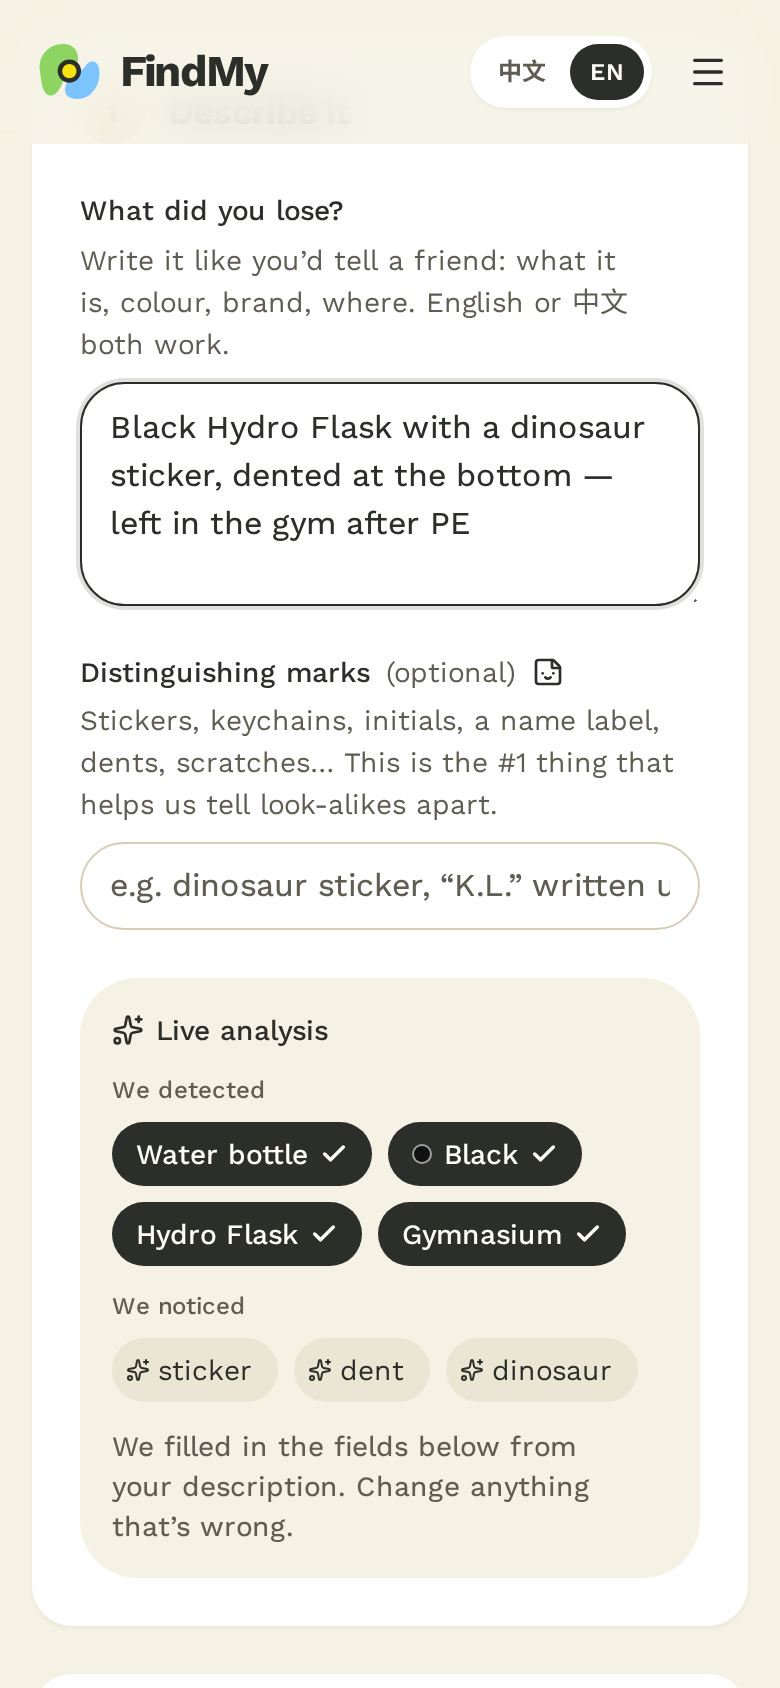 FindMy
中文
EN
Describe it
What did you lose?
Write it like you’d tell a friend: what it
is, colour, brand, where. English or 中文
both work.
Black Hydro Flask with a dinosaur
sticker, dented at the bottom —
left in the gym after PE
Distinguishing marks (optional)
Stickers, keychains, initials, a name label,
dents, scratches... This is the #1 thing that
helps us tell look-alikes apart.
e.g. dinosaur sticker, “K.L.” written
Live analysis
We detected
Water bottle
Black
Hydro Flask
Gymnasium
We noticed
sticker
dent
dinosaur
We filled in the fields below from
your description. Change anything
that’s wrong.